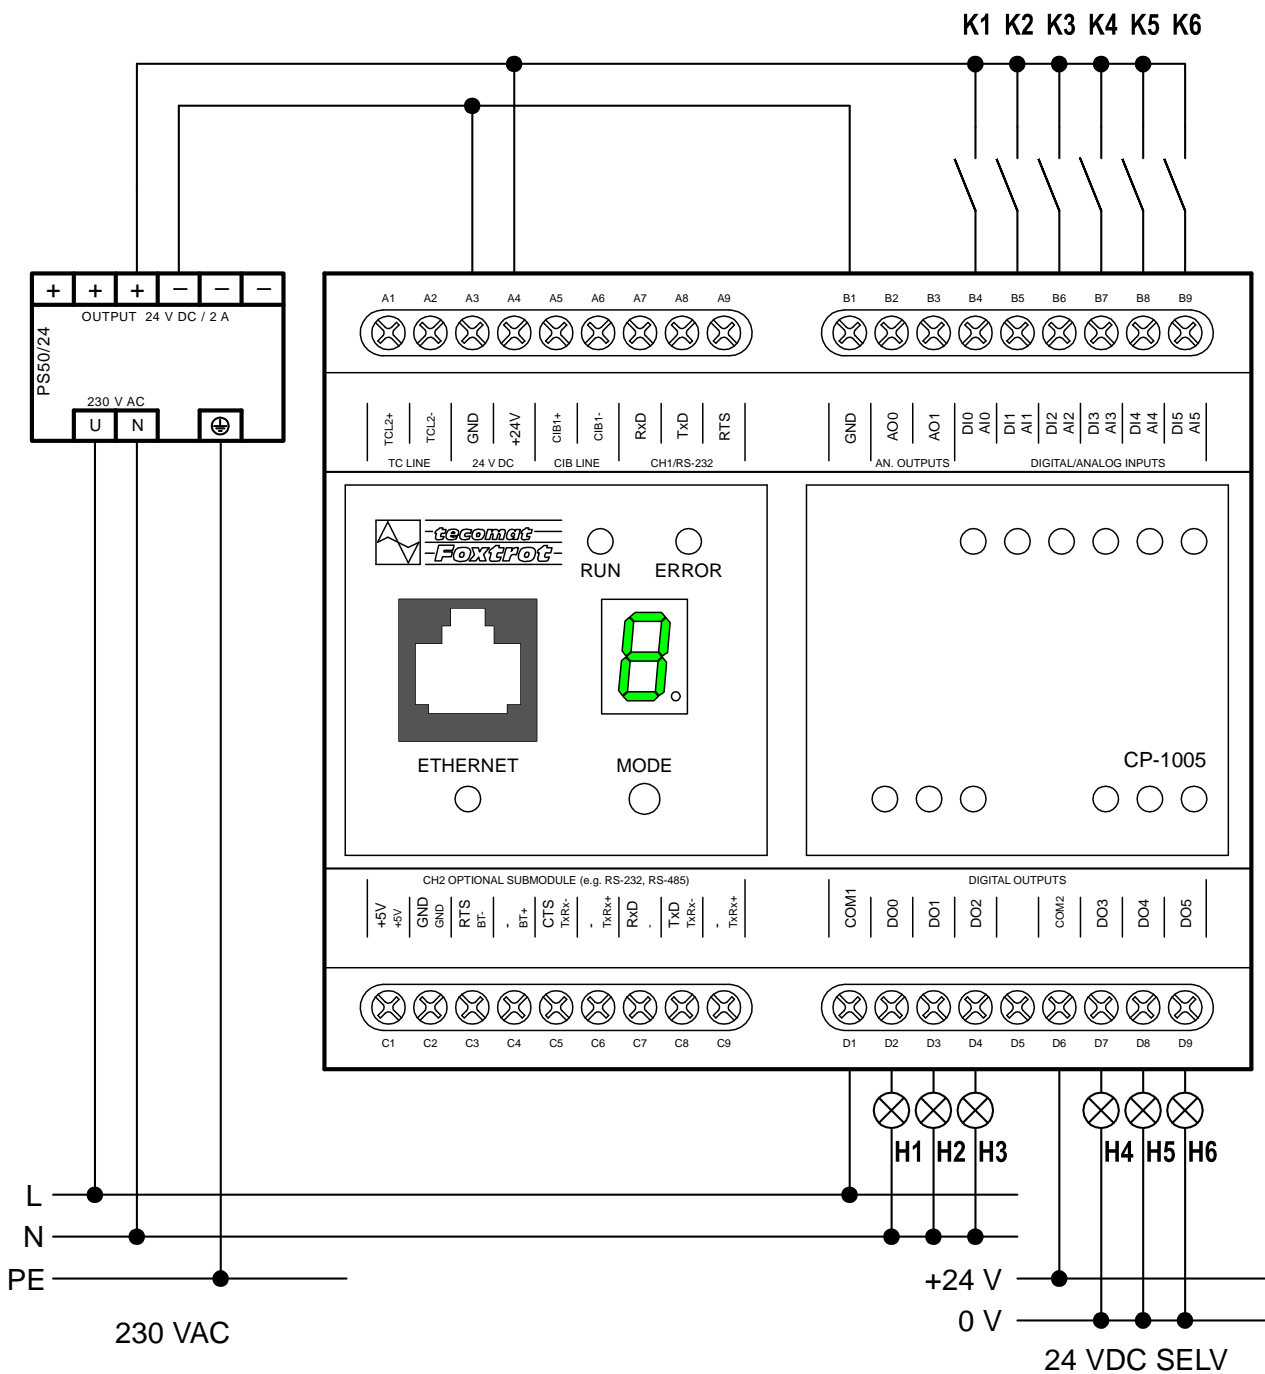 K1 K2 K3 K4 K5 K6
+ + + − − −
OUTPUT 24 V DC / 2 A
PS50/24
230 V AC
U N
A1 A2 A3 A4 A5 A6 A7 A8 A9
B1 B2 B3 B4 B5 B6 B7 B8 B9
TCL2+ TCL2- GND +24V CIB1+ CIB1- RxD TxD RTS
TC LINE 24 V DC CIB LINE CH1/RS-232
GND AO0 AO1 DI0 AI0 DI1 AI1 DI2 AI2 DI3 AI3 DI4 AI4 DI5 AI5
AN. OUTPUTS DIGITAL/ANALOG INPUTS
tecomat
Foxtrot
RUN ERROR
8.
ETHERNET MODE
CP-1005
CH2 OPTIONAL SUBMODULE (e.g. RS-232, RS-485)
+5V +5V GND GND RTS BT- - BT+ CTS TxRx- - TxRx+ RxD - TxD TxRx- - TxRx+
DIGITAL OUTPUTS
COM1 DO0 DO1 DO2 COM2 DO3 DO4 DO5
C1 C2 C3 C4 C5 C6 C7 C8 C9
D1 D2 D3 D4 D5 D6 D7 D8 D9
H1 H2 H3 H4 H5 H6
L
N
PE
230 VAC
+24 V
0 V
24 VDC SELV